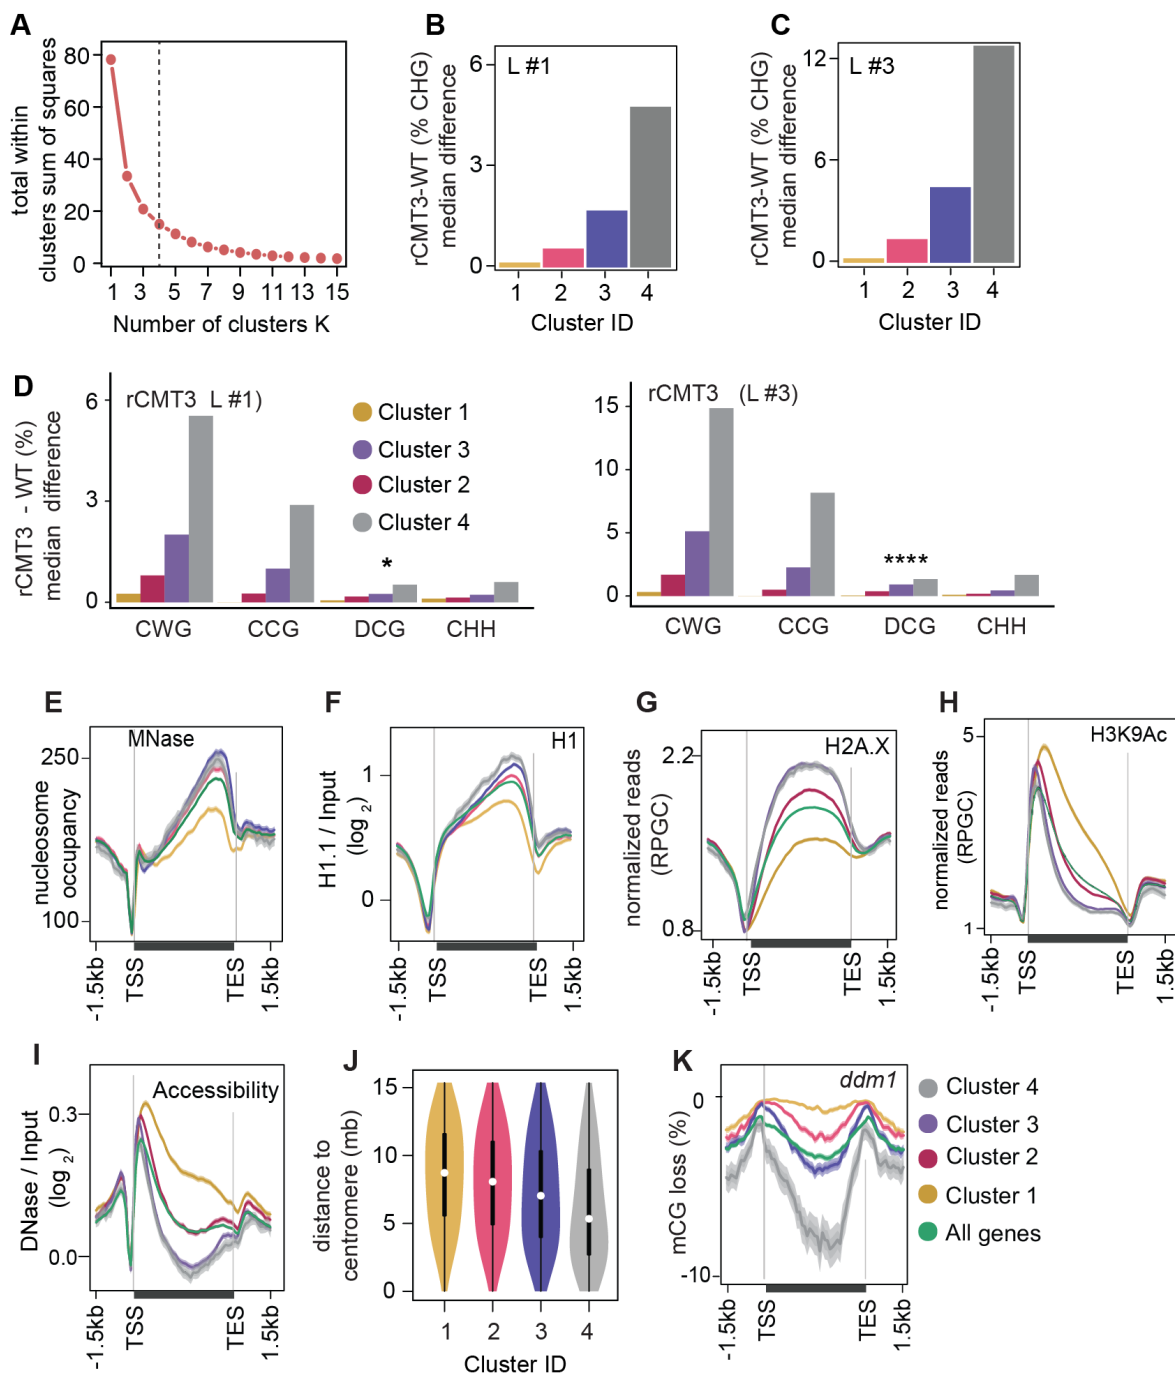 A
total within
clusters sum of squares
80
60
40
20
0
1 3 5 7 9 11 13 15
Number of clusters K
B
rCMT3-WT (% CHG)
median difference
L #1
6
3
0
1 2 3 4
Cluster ID
C
rCMT3-WT (% CHG)
median difference
L #3
12
6
0
1 2 3 4
Cluster ID
D
rCMT3 - WT (%)
median difference
6
3
0
rCMT3 L #1)
Cluster 1
Cluster 3
Cluster 2
Cluster 4
*
CWG CCG DCG CHH
rCMT3 (L #3)
15
10
5
0
****
CWG CCG DCG CHH
E
MNase
nucleosome
occupancy
250
100
-1.5kb TSS TES 1.5kb
F
H1
H1.1 / Input
(log 2)
1
0
-1.5kb TSS TES 1.5kb
G
H2A.X
normalized reads
(RPGC)
2.2
0.8
-1.5kb TSS TES 1.5kb
H
H3K9Ac
normalized reads
(RPGC)
5
1
-1.5kb TSS TES 1.5kb
I
Accessibility
DNase / Input
(log 2)
0.3
0.0
-1.5kb TSS TES 1.5kb
J
distance to
centromere (mb)
15
10
5
0
1 2 3 4
Cluster ID
K
ddm1
mCG loss (%)
0
-10
-1.5kb TSS TES 1.5kb
Cluster 4
Cluster 3
Cluster 2
Cluster 1
All genes